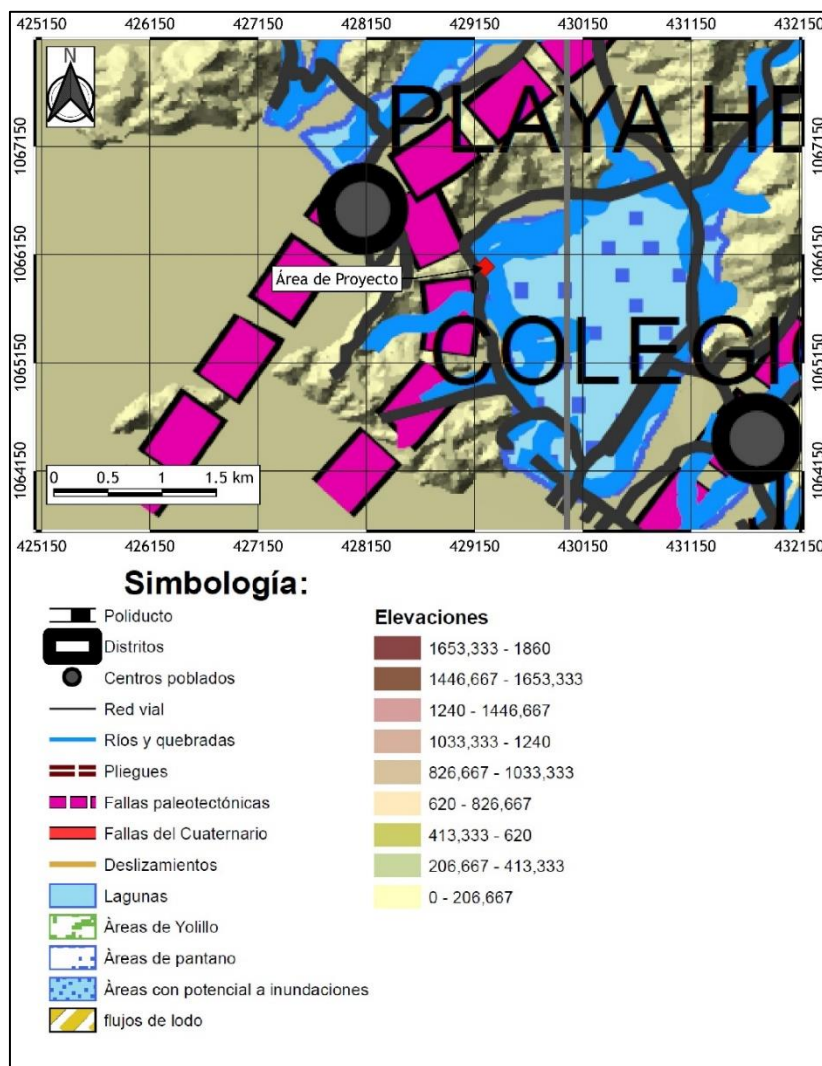 425150 426150 427150 428150 429150 430150 431150 432150
N
PLAYA HE
1067150 1067150
1066150 1066150
Área de Proyecto
COLEGIO
1065150 1065150
1064150 1064150
0 0.5 1 1.5 km
425150 426150 427150 428150 429150 430150 431150 432150
Simbología:
Poliducto
Distritos
Centros poblados
Red vial
Ríos y quebradas
Pliegues
Fallas paleotectónicas
Fallas del Cuaternario
Deslizamientos
Lagunas
Àreas de Yolillo
Àreas de pantano
Àreas con potencial a inundaciones
flujos de lodo
Elevaciones
1653,333 - 1860
1446,667 - 1653,333
1240 - 1446,667
1033,333 - 1240
826,667 - 1033,333
620 - 826,667
413,333 - 620
206,667 - 413,333
0 - 206,667